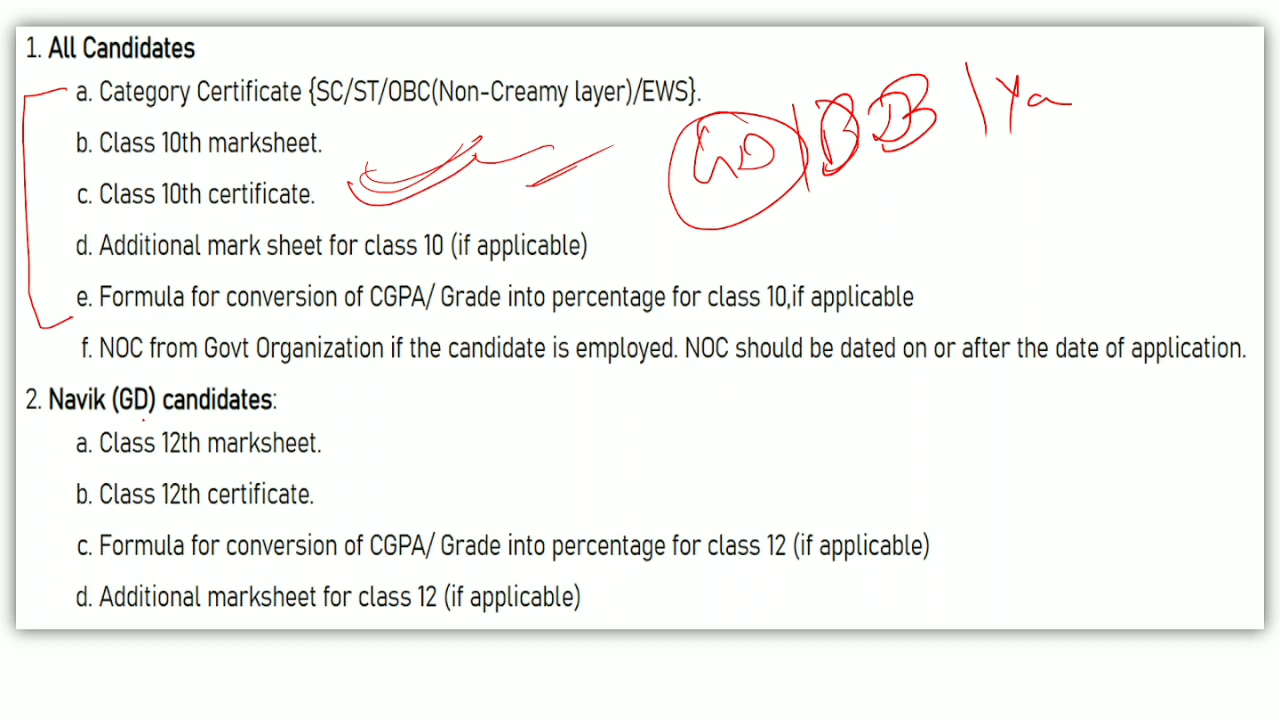 1. All Candidates
a. Category Certificate {SC/ST/OBC(Non-Creamy layer)/EWS}.
GD/
DB | Ya
b. Class 10th marksheet.
c. Class 10th certificate.
d. Additional mark sheet for class 10 (if applicable)
e. Formula for conversion of CGPA/ Grade into percentage for class 10,if applicable
f. NOC from Govt Organization if the candidate is employed. NOC should be dated on or after the date of application.
2. Navik (GD) candidates:
a. Class 12th marksheet.
b. Class 12th certificate.
c. Formula for conversion of CGPA/ Grade into percentage for class 12 (if applicable)
d. Additional marksheet for class 12 (if applicable)